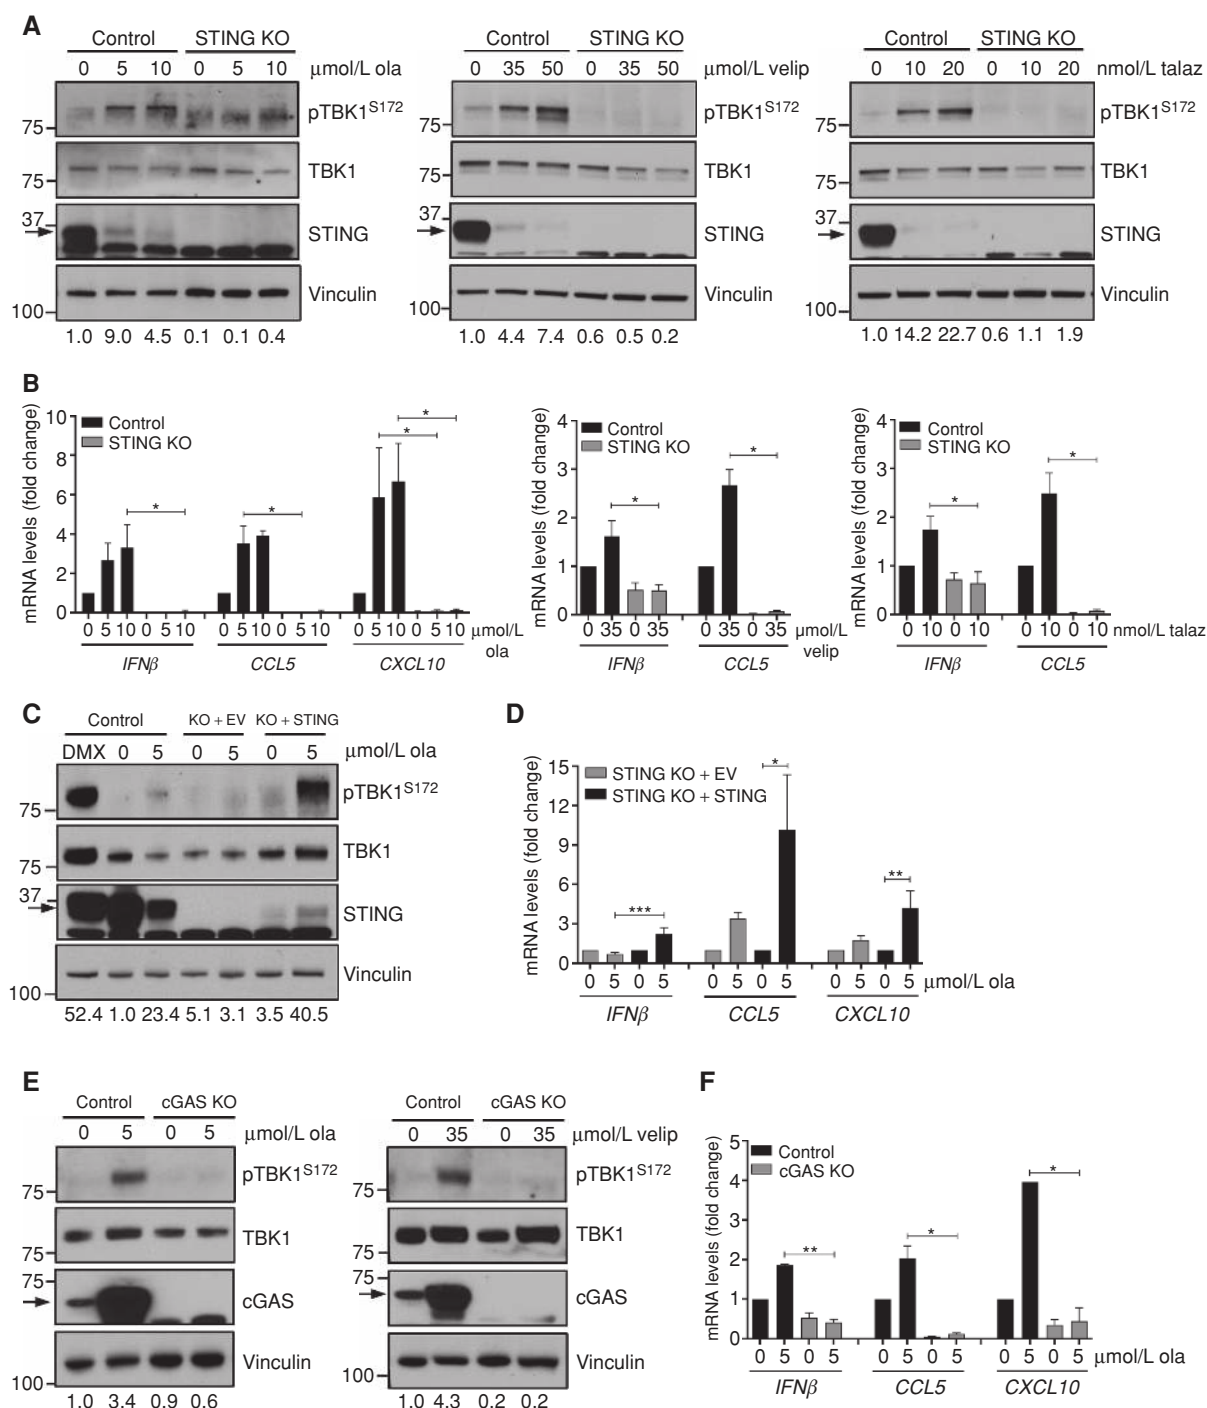 A
Control STING KO Control STING KO Control STING KO
0 5 10 0 5 10 μmol/L ola 0 35 50 0 35 50 μmol/L velip 0 10 20 0 10 20 nmol/L talaz
pTBK1S172 pTBK1S172 pTBK1S172
75 75 75
TBK1 TBK1 TBK1
75 75 75
37 37 37
STING STING STING
Vinculin Vinculin Vinculin
100 100 100
1.0 9.0 4.5 0.1 0.1 0.4 1.0 4.4 7.4 0.6 0.5 0.2 1.0 14.2 22.7 0.6 1.1 1.9
B
mRNA levels (fold change)
10
8
6
4
2
0
Control
STING KO
*
*
*
*
0 5 10 0 5 10 0 5 10 0 5 10 0 5 10 0 5 10 μmol/L
ola
IFNβ CCL5 CXCL10
mRNA levels (fold change)
4
3
2
1
0
Control
STING KO
*
*
0 35 0 35 0 35 0 35 μmol/L
velip
IFNβ CCL5
mRNA levels (fold change)
4
3
2
1
0
Control
STING KO
*
*
0 10 0 10 0 10 0 10 nmol/L talaz
IFNβ CCL5
C
Control KO + EV KO + STING
DMX 0 5 0 5 0 5 μmol/L ola
pTBK1S172
75
TBK1
75
37
STING
Vinculin
100
52.4 1.0 23.4 5.1 3.1 3.5 40.5
D
mRNA levels (fold change)
15
12
9
6
3
0
STING KO + EV
STING KO + STING
***
*
**
0 5 0 5 0 5 0 5 0 5 0 5 μmol/L ola
IFNβ CCL5 CXCL10
E
Control cGAS KO Control cGAS KO
0 5 0 5 μmol/L ola 0 35 0 35 μmol/L velip
pTBK1S172 pTBK1S172
75 75
TBK1 TBK1
75 75
75 75
cGAS cGAS
Vinculin Vinculin
100 100
1.0 3.4 0.9 0.6 1.0 4.3 0.2 0.2
F
mRNA levels (fold change)
5
4
3
2
1
0
Control
cGAS KO
**
*
*
0 5 0 5 0 5 0 5 0 5 0 5 μmol/L ola
IFNβ CCL5 CXCL10